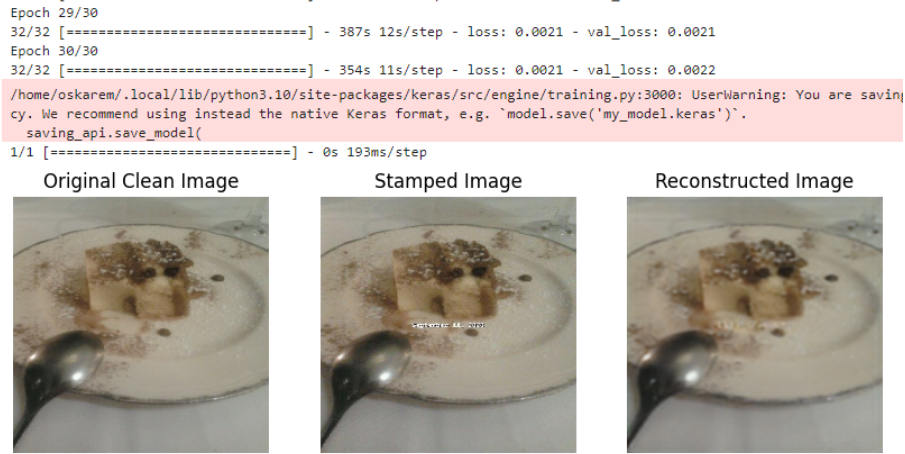 Epoch 29/30
32/32 [==============================] - 387s 12s/step - loss: 0.0021 - val_loss: 0.0021
Epoch 30/30
32/32 [==============================] - 354s 11s/step - loss: 0.0021 - val_loss: 0.0022
/home/oskarem/.local/lib/python3.10/site-packages/keras/src/engine/training.py:3000: UserWarning: You are saving
cy. We recommend using instead the native Keras format, e.g. `model.save('my_model.keras')`.
saving_api.save_model(
1/1 [==============================] - 0s 193ms/step
Original Clean Image
Stamped Image
Reconstructed Image